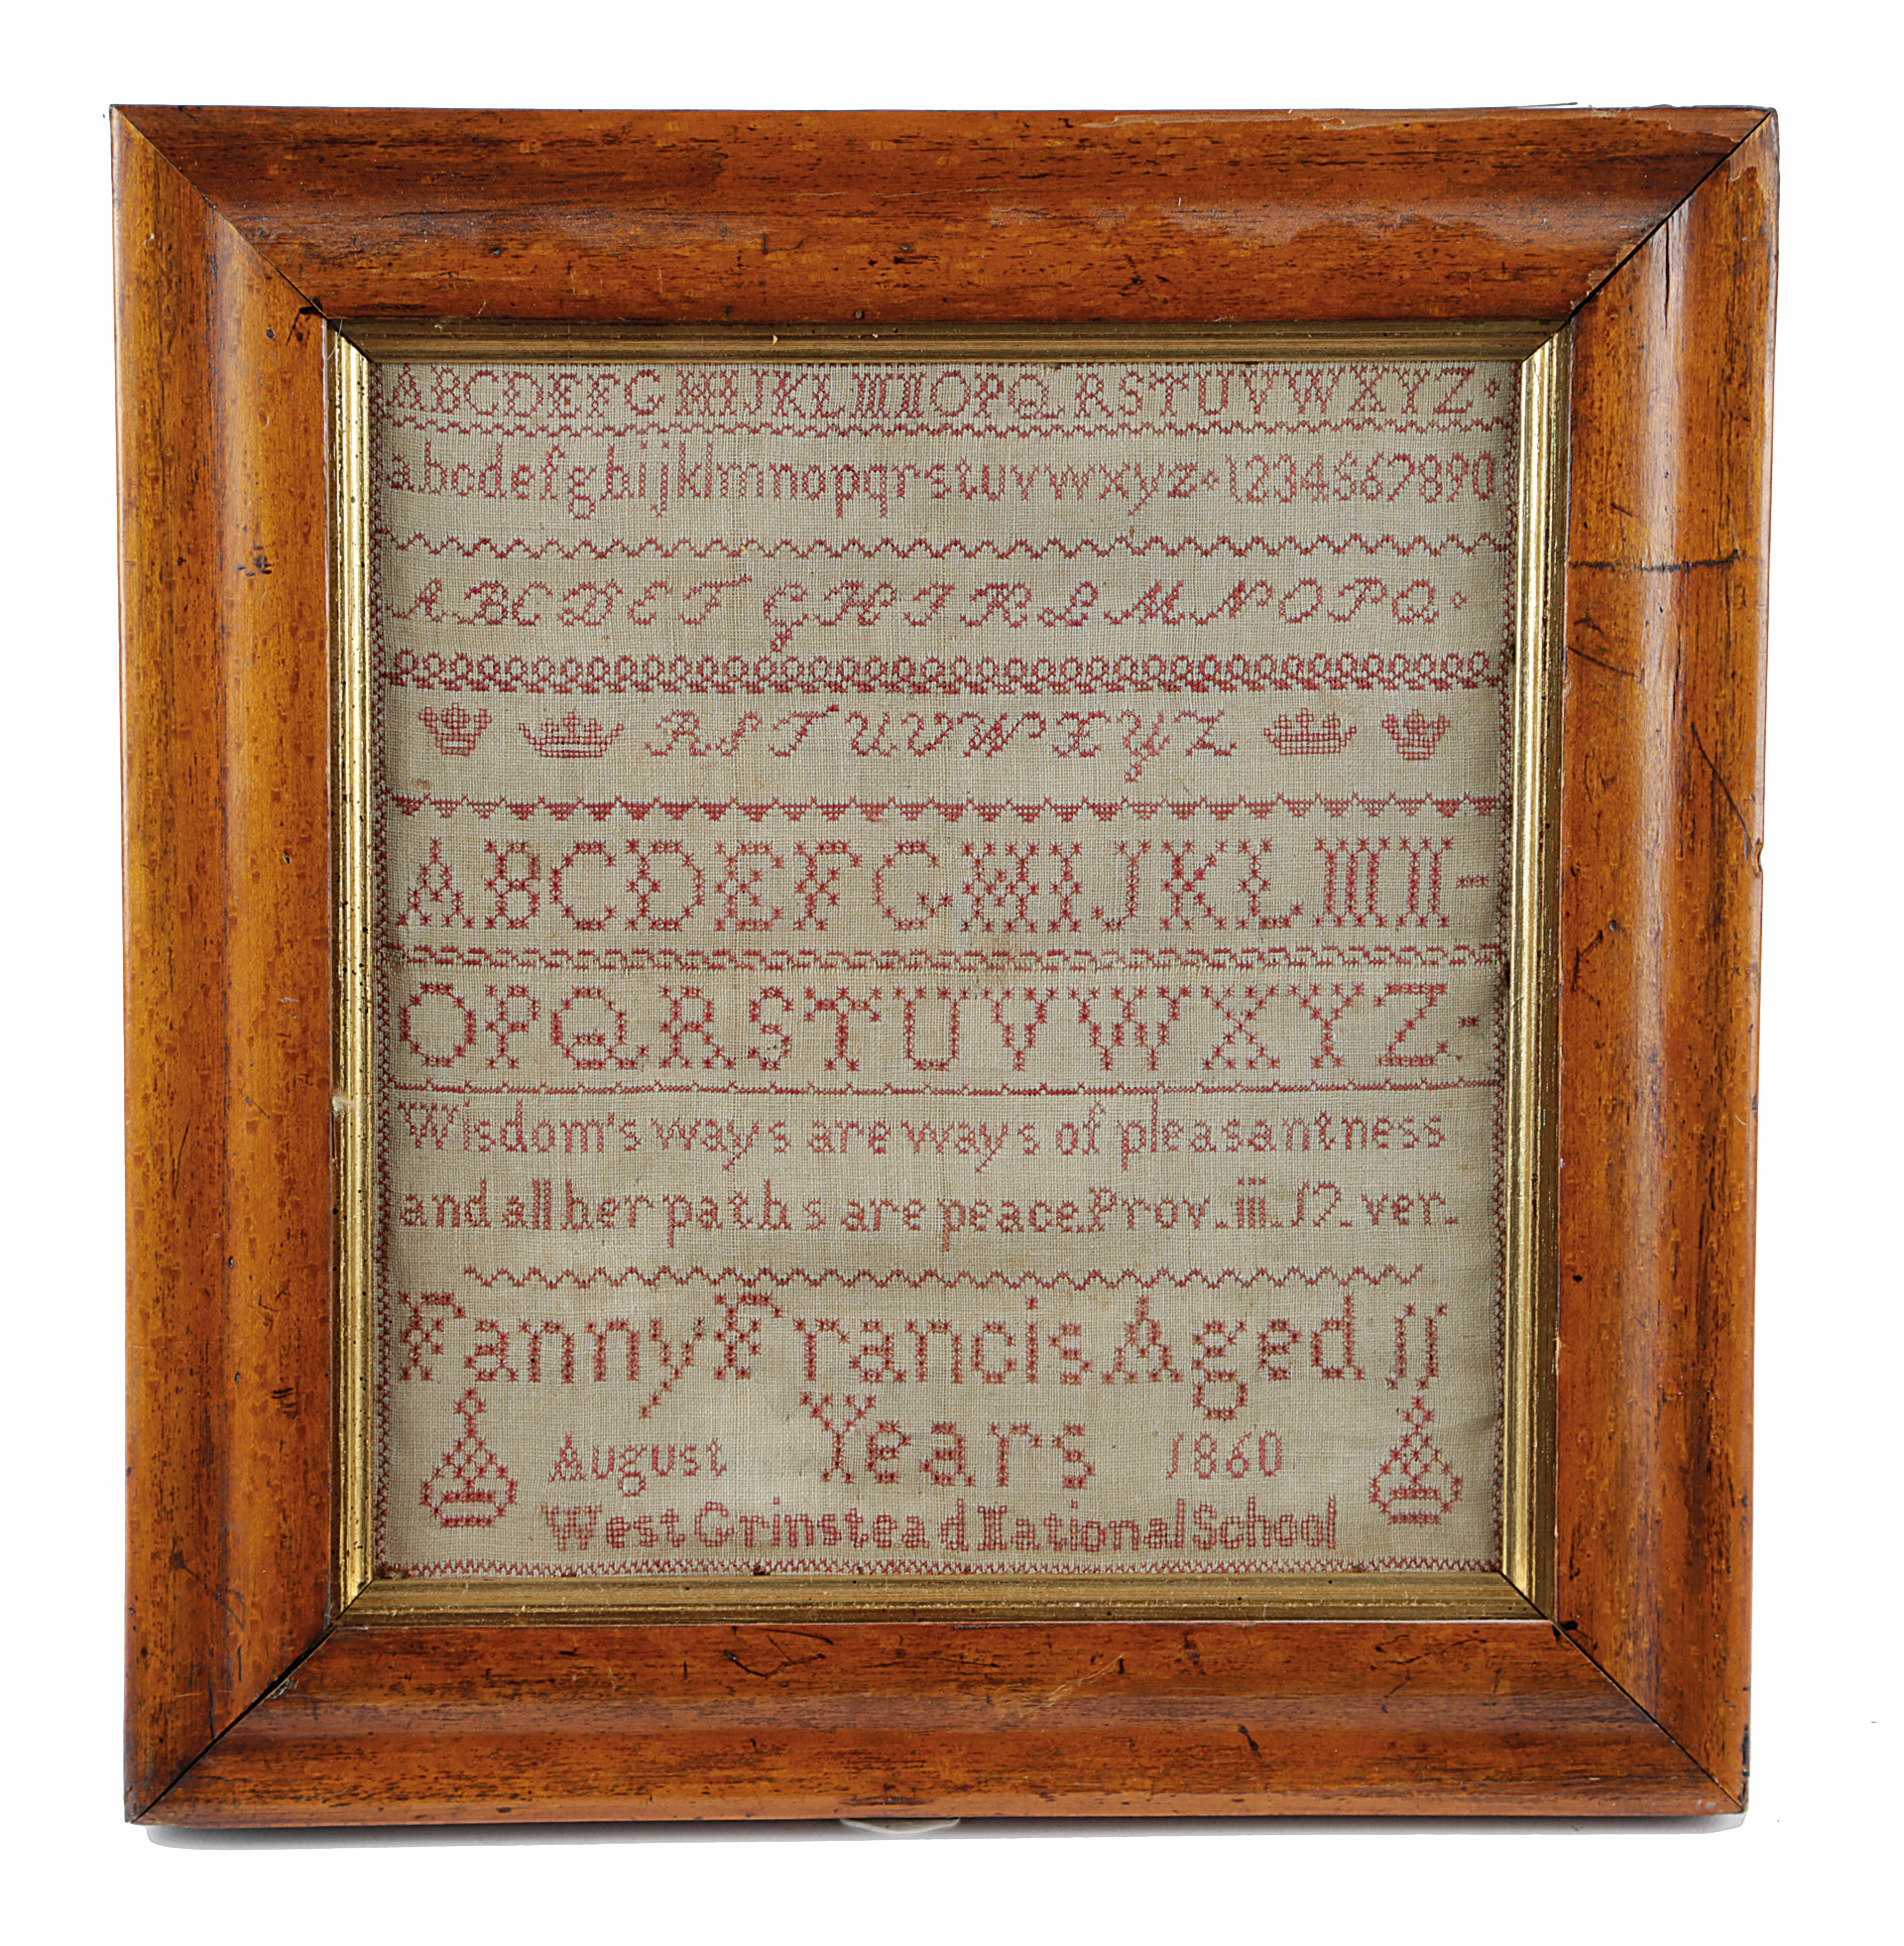 ABCDEFGHIJKLMNOPQRSTUVWXYZ
abcdefghijklmnopqrstuvwxyz 1234567890
ABCDEFGHIKLMNOPQ
RSTUVWXYZ
ABCDEFGHIJKLMN
OPQRSTUVWXYZ
Wisdom's ways are ways of pleasantness
and all her paths are peace. Prov. iii. 17. ver.
Fanny Francis Aged 11
August Years 1860
West Grinstead National School